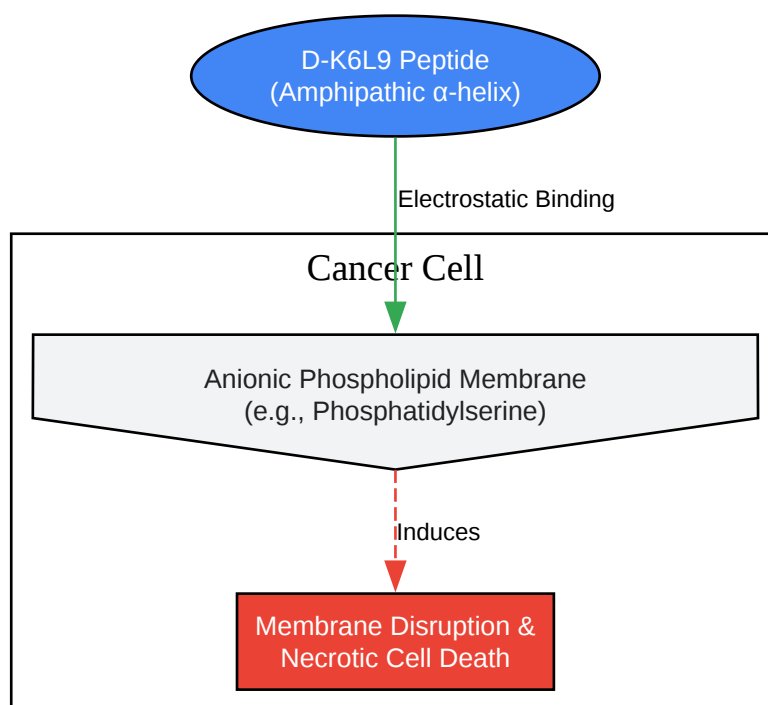 D-K6L9 Peptide
(Amphipathic α-helix)
Electrostatic Binding
Cancer Cell
Anionic Phospholipid Membrane
(e.g., Phosphatidylserine)
Induces
Membrane Disruption &
Necrotic Cell Death